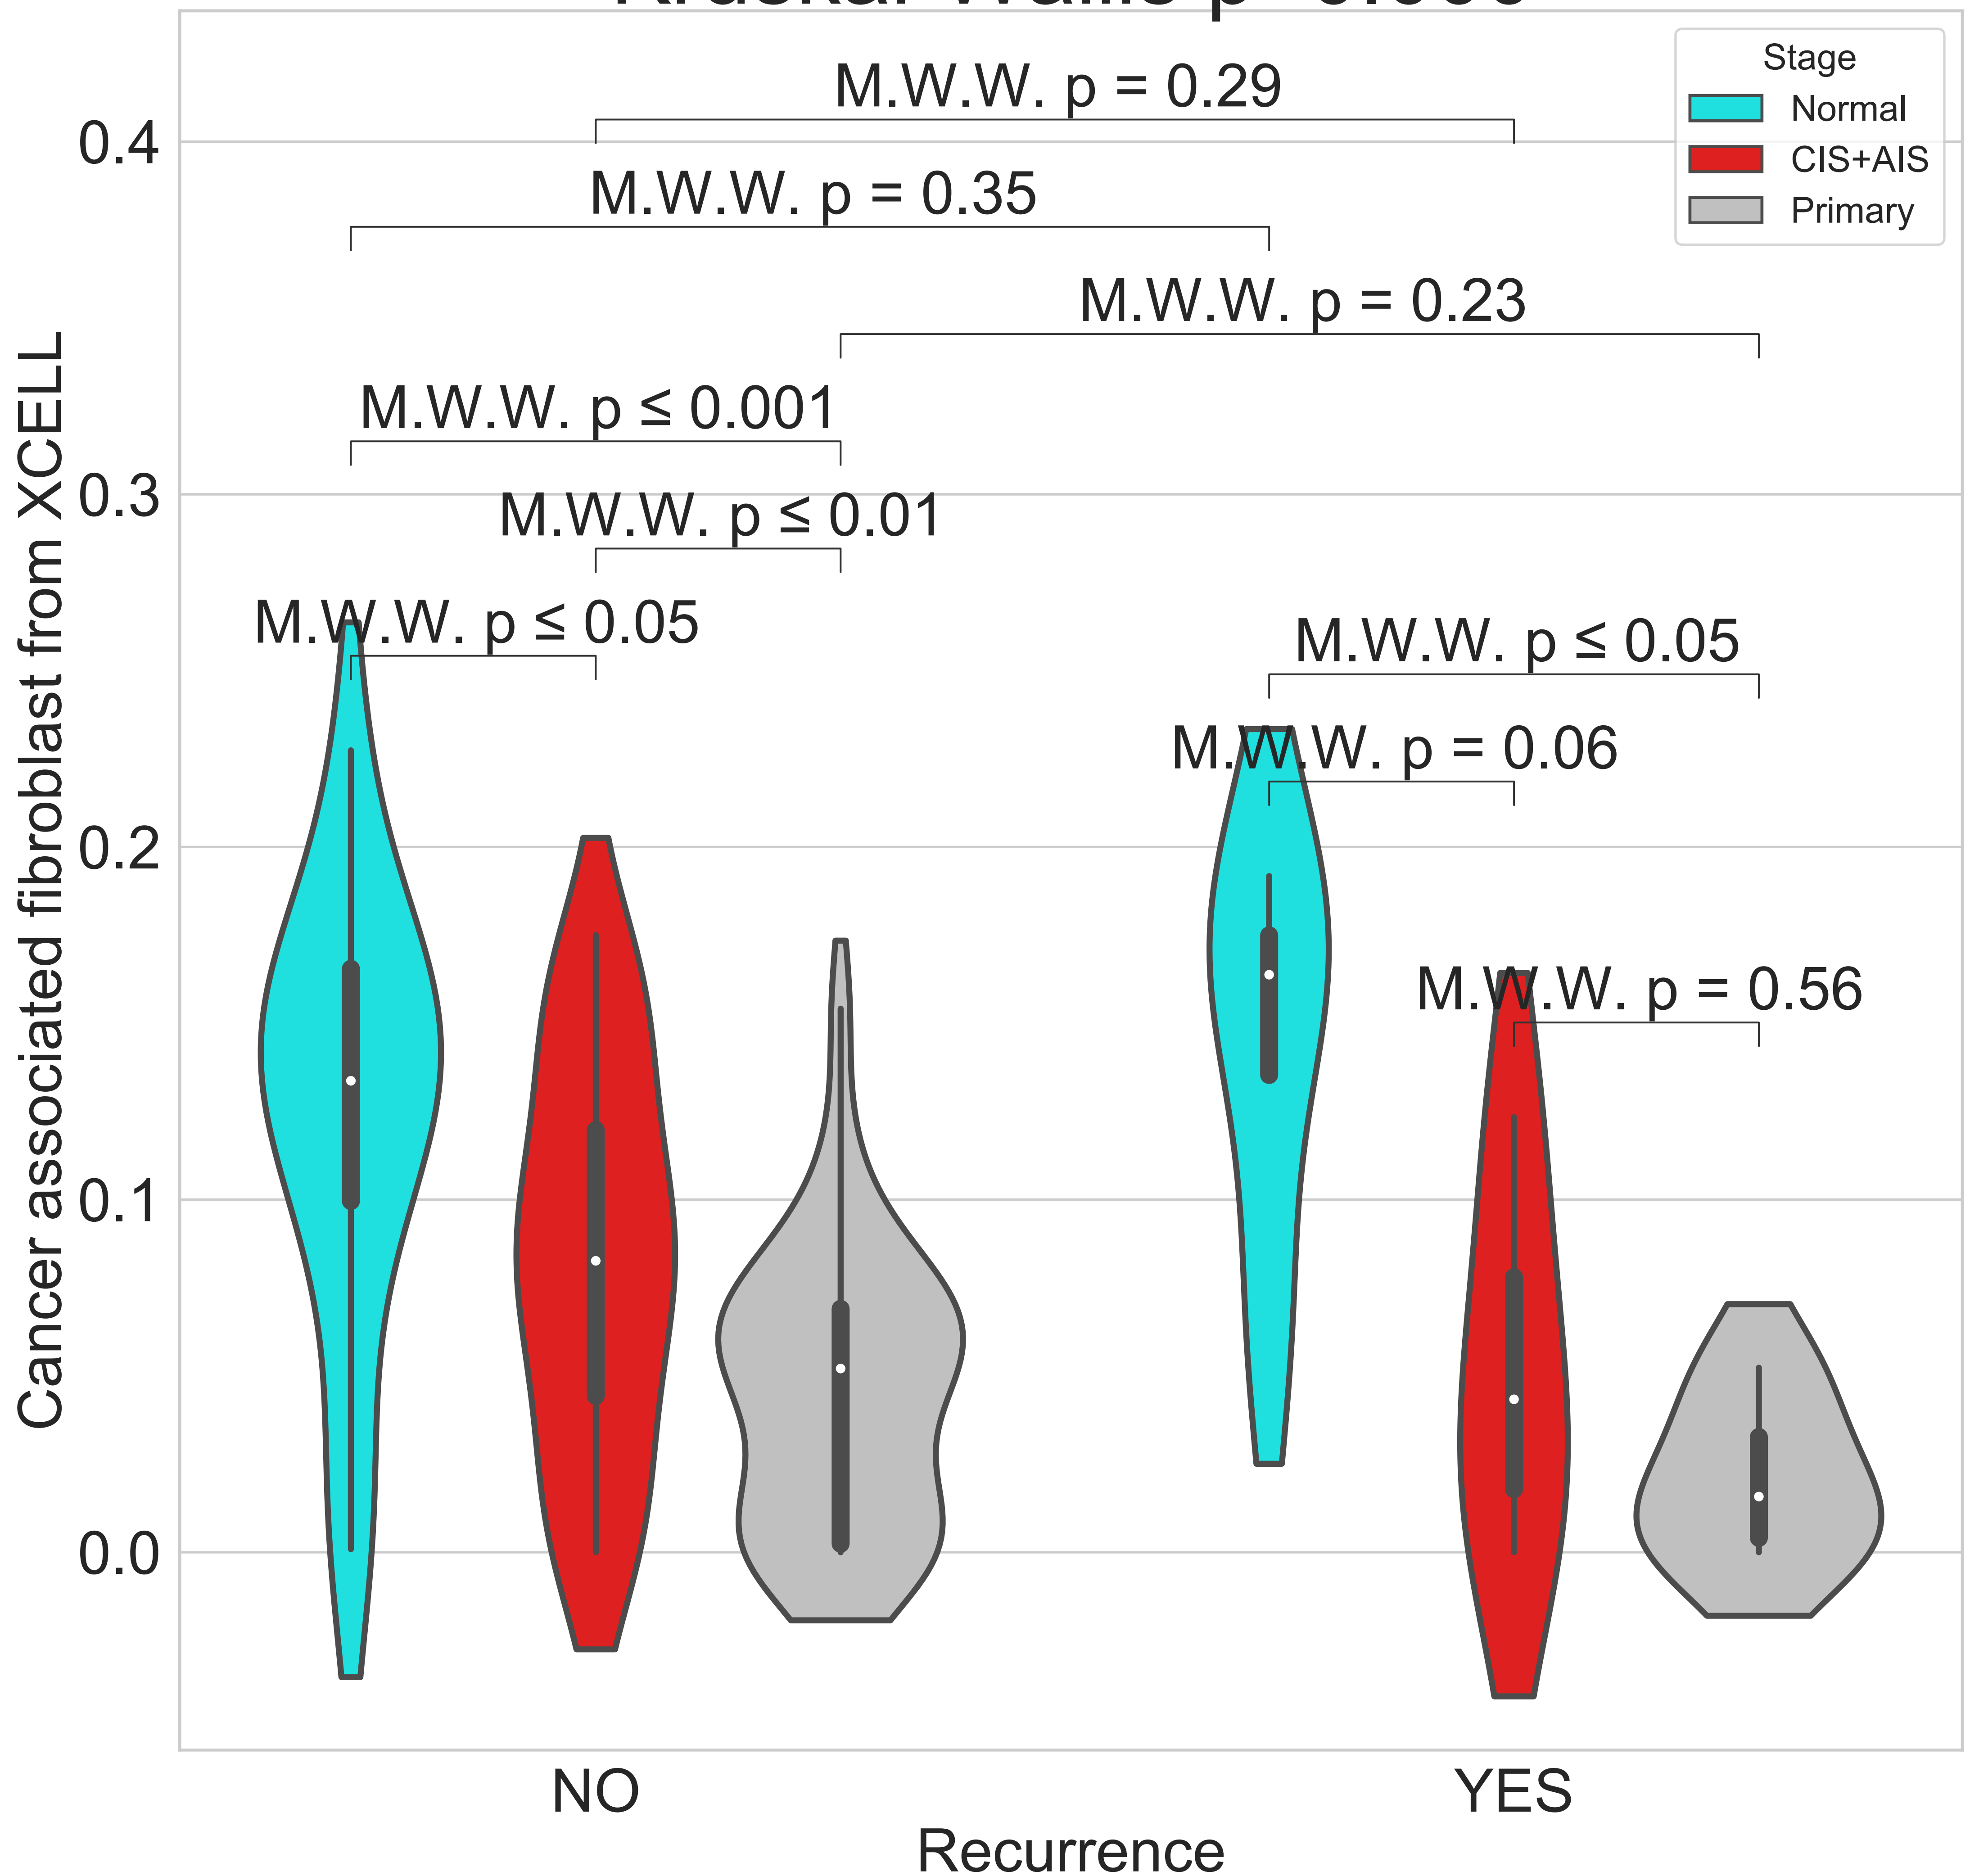 Stage
Normal
CIS+AIS
Primary
M.W.W. p = 0.29
M.W.W. p = 0.35
M.W.W. p = 0.23
M.W.W. p ≤ 0.001
M.W.W. p ≤ 0.01
M.W.W. p ≤ 0.05
M.W.W. p ≤ 0.05
M.W.W. p = 0.06
M.W.W. p = 0.56
Cancer associated fibroblast from XCELL
0.4
0.3
0.2
0.1
0.0
NO
YES
Recurrence